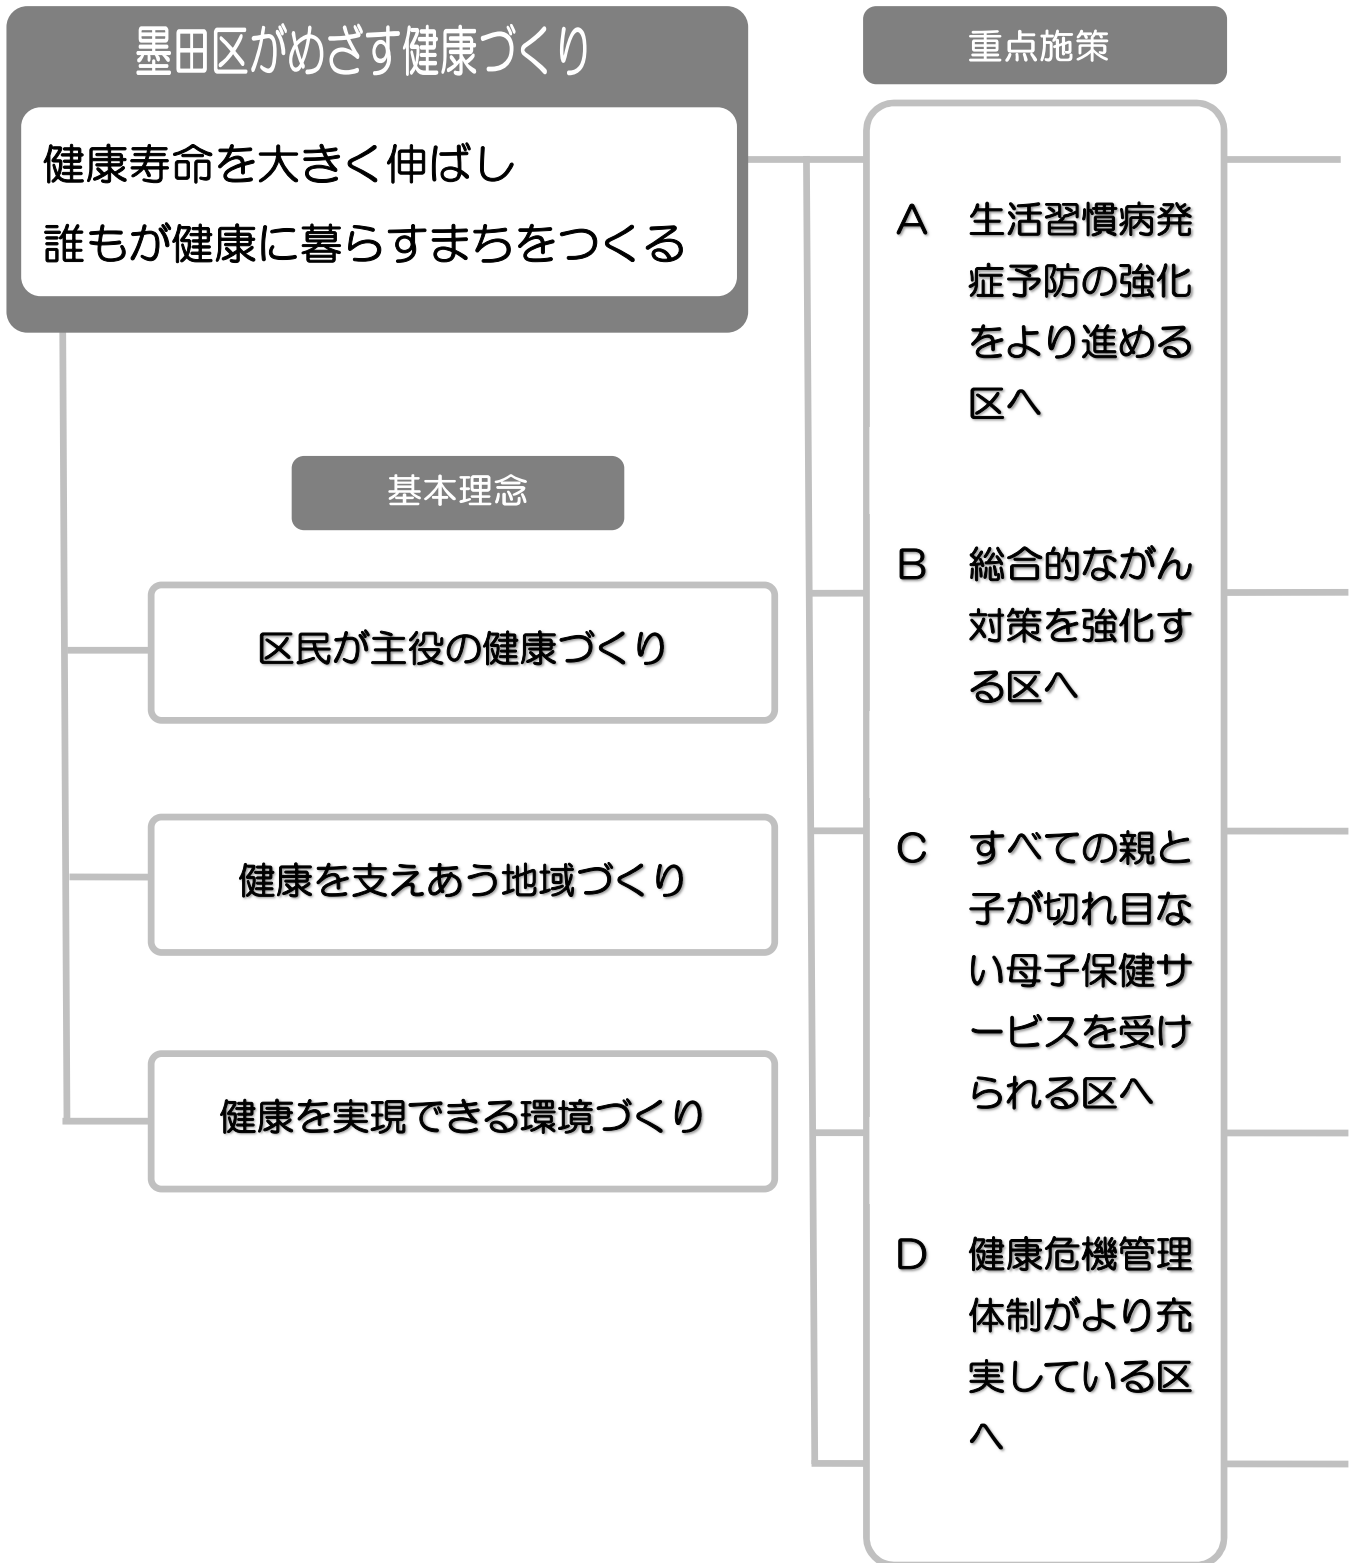 墨田区がめざす健康づくり
健康寿命を大きく伸ばし
誰もが健康に暮らすまちをつくる
基本理念
区民が主役の健康づくり
健康を支えあう地域づくり
健康を実現できる環境づくり
重点施策
A 生活習慣病発
症予防の強化
をより進める
区へ
B 総合的ながん
対策を強化す
る区へ
C すべての親と
子が切れ目な
い母子保健サ
ービスを受け
られる区へ
D 健康危機管理
体制がより充
実している区
へ